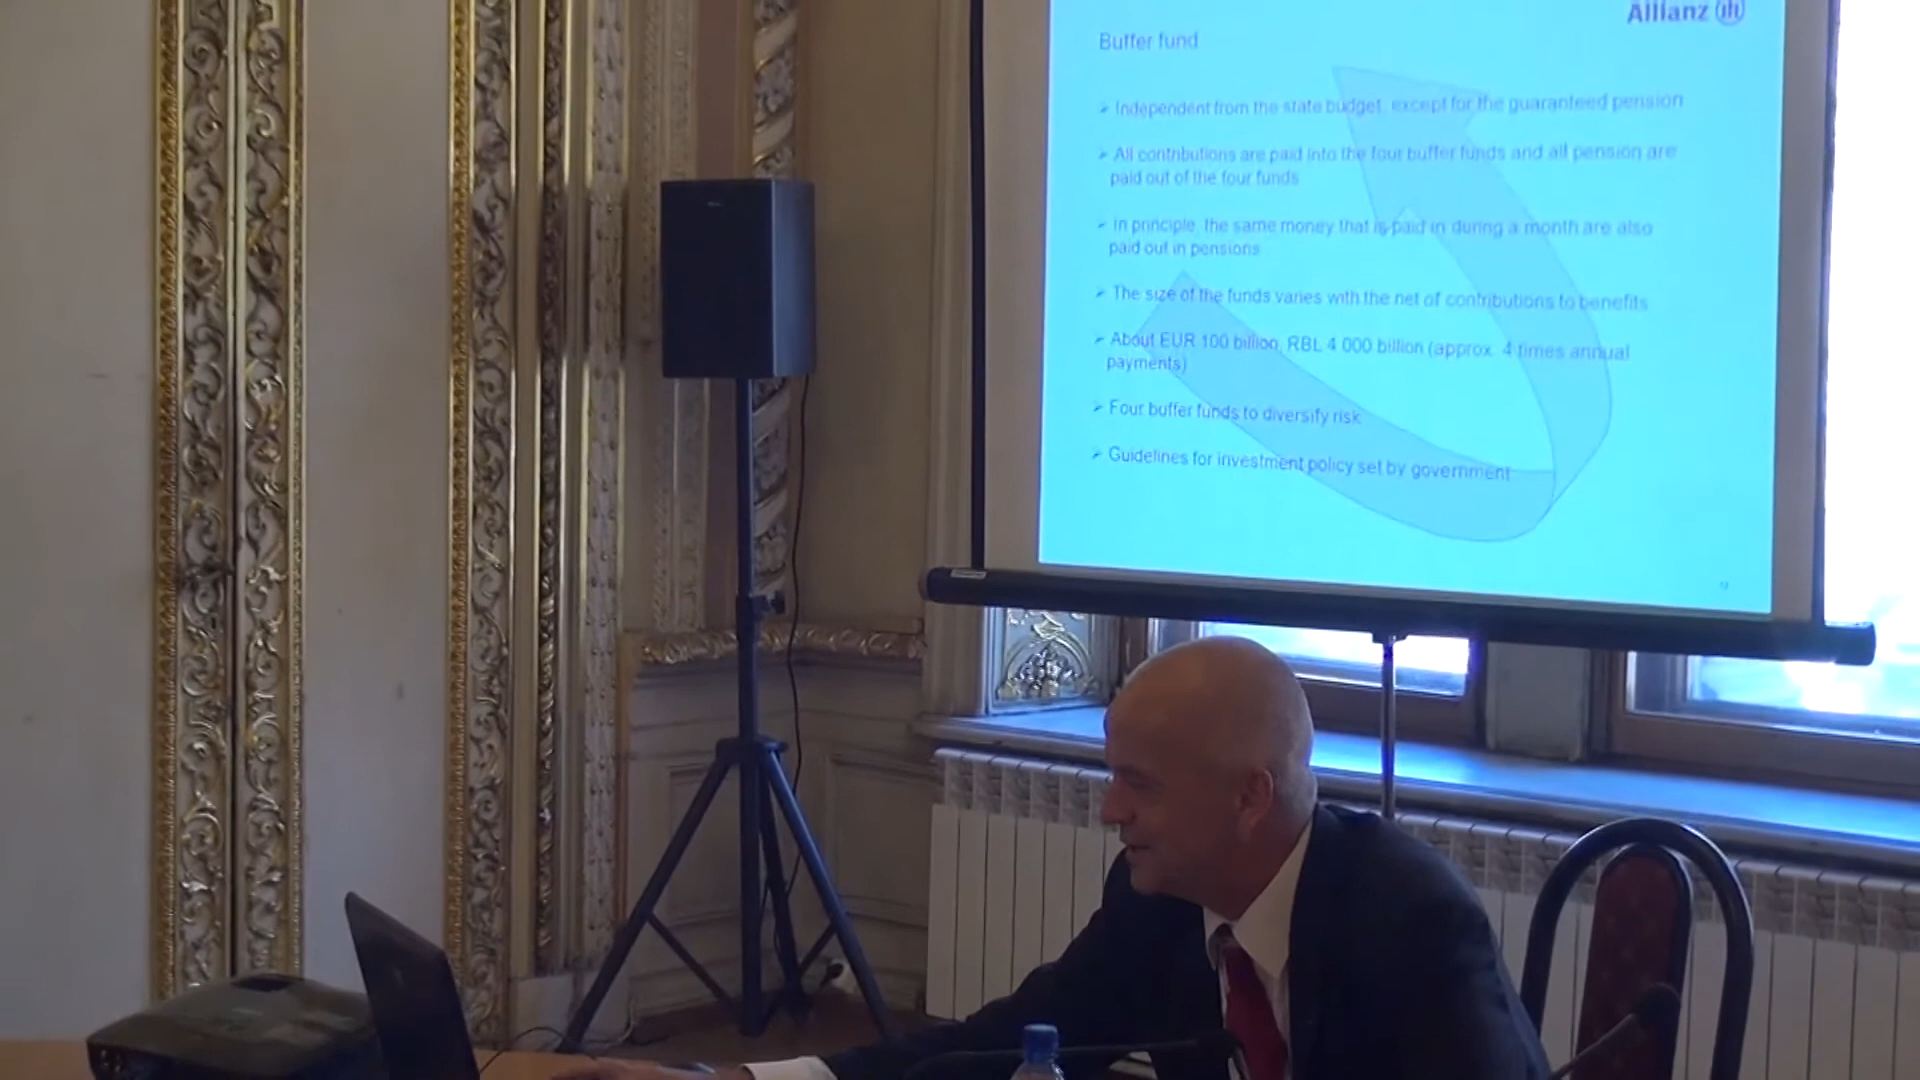 Allianz
Buffer fund
Independent from the state budget, except for the guaranteed pension
All contributions are paid into the four buffer funds and all pension are
paid out of the four funds
In principle, the same money that is paid in during a month are also
paid out in pensions
The size of the funds varies with the net of contributions to benefits
About EUR 100 billion, RBL 4 000 billion (approx. 4 times annual
payments)
Four buffer funds to diversify risk
Guidelines for investment policy set by government